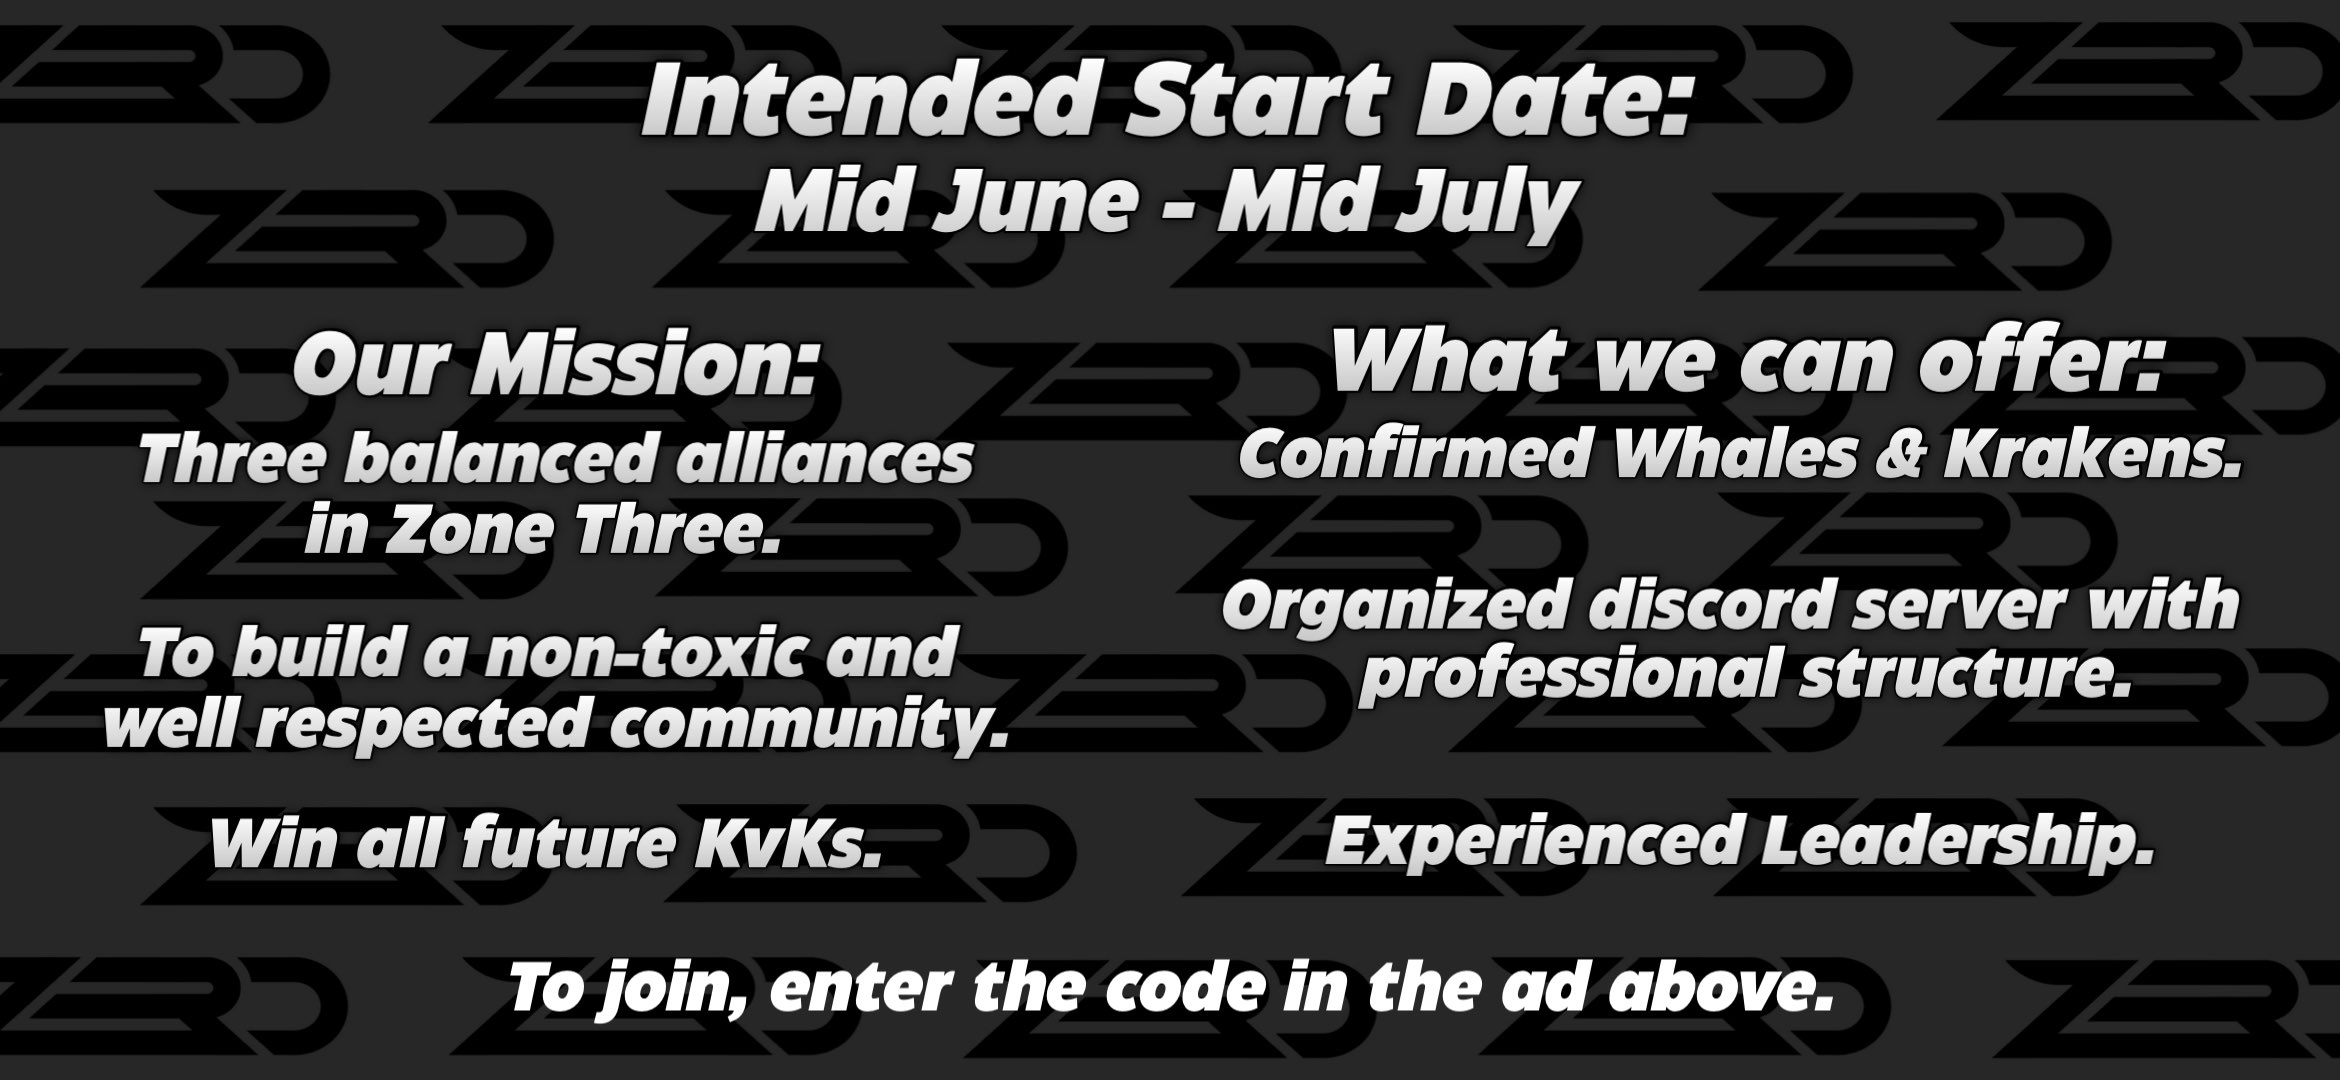 Intended Start Date:
Mid June - Mid July
Our Mission:
Three balanced alliances
in Zone Three.
To build a non-toxic and
well respected community.
Win all future KvKs.
What we can offer:
Confirmed Whales & Krakens.
Organized discord server with
professional structure.
Experienced Leadership.
To join, enter the code in the ad above.